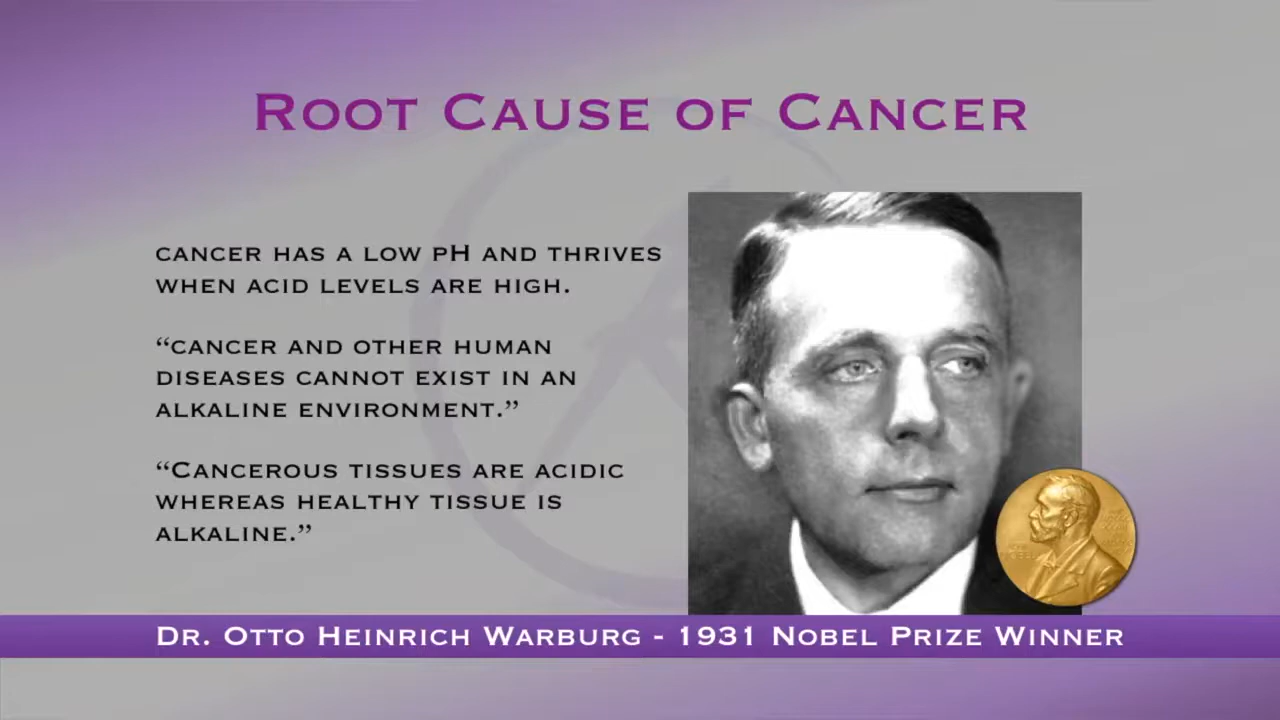 ROOT CAUSE OF CANCER
CANCER HAS A LOW pH AND THRIVES
WHEN ACID LEVELS ARE HIGH.
“CANCER AND OTHER HUMAN
DISEASES CANNOT EXIST IN AN
ALKALINE ENVIRONMENT.”
“CANCEROUS TISSUES ARE ACIDIC
WHEREAS HEALTHY TISSUE IS
ALKALINE.”
DR. OTTO HEINRICH WARBURG - 1931 NOBEL PRIZE WINNER